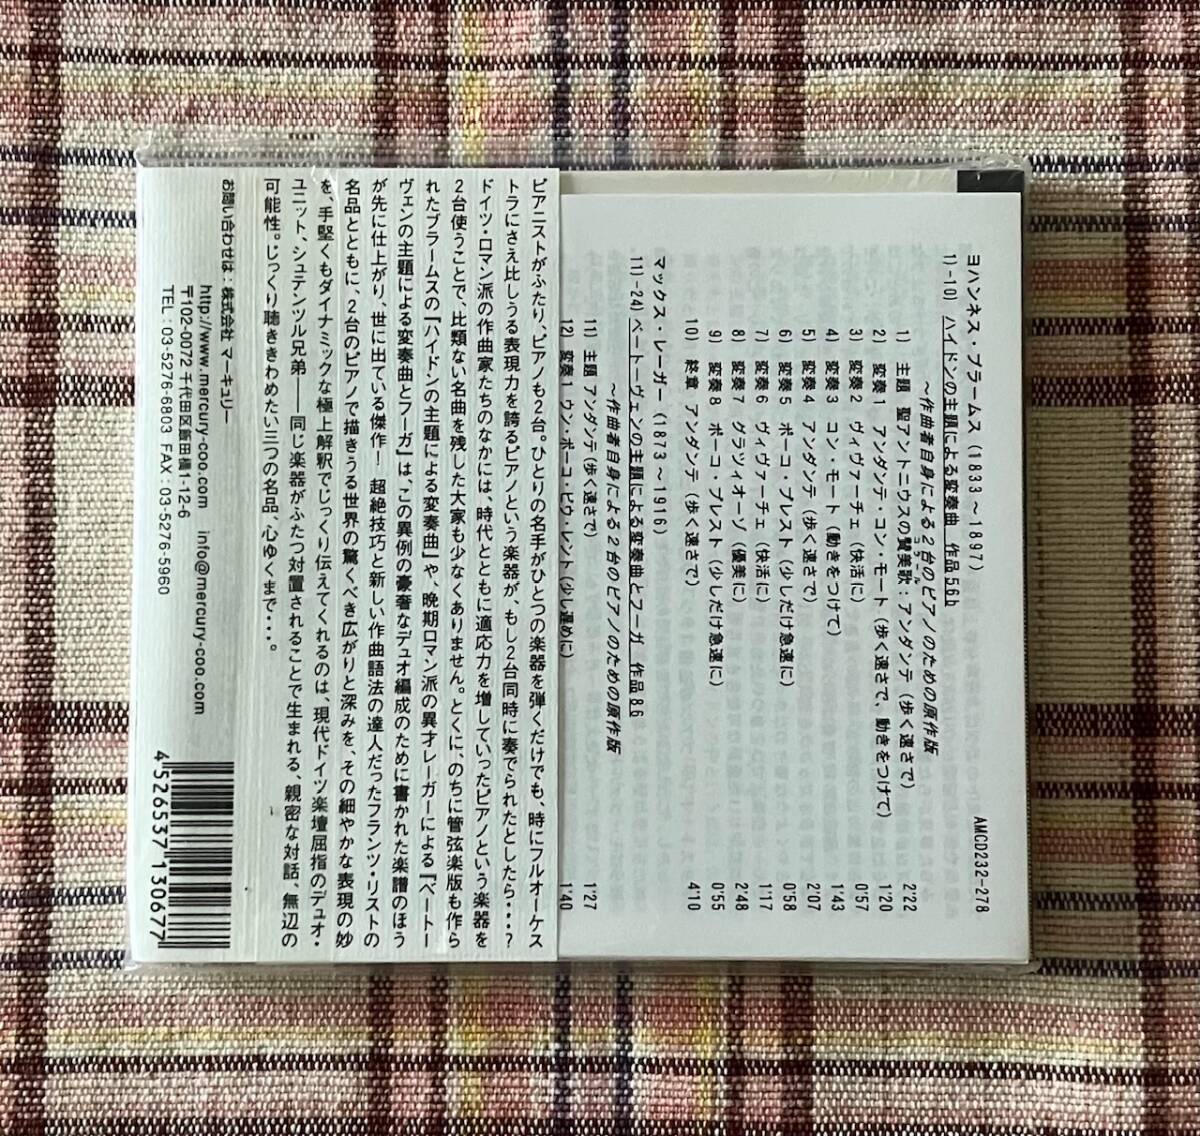 AMCD232-278
ヨハンネス・ブラームス (1833～1897)
1)-10) ハイドンの主題による変奏曲 作品56b
～作曲者自身による2台のピアノのための原作版
1) 主題 聖アントニウスの賛美歌：アンダンテ (歩く速さで) 2'22
コラール
2) 変奏1 アンダンテ・コン・モート (歩く速さで、動きをつけて) 1'20
3) 変奏2 ヴィヴァーチェ (快活に) 0'57
4) 変奏3 コン・モート (動きをつけて) 1'43
5) 変奏4 アンダンテ (歩く速さで) 2'07
6) 変奏5 ポーコ・プレスト (少しだけ急速に) 0'58
7) 変奏6 ヴィヴァーチェ (快活に) 1'17
8) 変奏7 グラツィオーゾ (優美に) 2'48
9) 変奏8 ポーコ・プレスト (少しだけ急速に) 0'55
10) 終章 アンダンテ (歩く速さで) 4'10
マックス・レーガー (1873～1916)
11)-24) ベートーヴェンの主題による変奏曲とフーガ 作品86
～作曲者自身による2台のピアノのための原作版
11) 主題 アンダンテ (歩く速さで) 1'27
12) 変奏1 ウン・ポーコ・ピウ・レント (少し遅めに) 1'40
ピアニストがふたり、ピアノも2台。ひとりの名手がひとつの楽器を弾くだけでも、時にフルオーケス
トラにさえ比しうる表現力を誇るピアノという楽器が、もし2台同時に奏でられたとしたら・・・？
ドイツ・ロマン派の作曲家たちのなかには、時代とともに適応力を増していったピアノという楽器を
2台使うことで、比類ない名曲を残した大家も少なくありません。とくに、のちに管弦楽版も作ら
れたブラームスの『ハイドンの主題による変奏曲』や、晩期ロマン派の異才レーガーによる『ベートー
ヴェンの主題による変奏曲とフーガ』は、この異例の豪奢なデュオ編成のために書かれた楽譜のほう
が先に仕上がり、世に出ている傑作！ 超絶技巧と新しい作曲語法の達人だったフランツ・リストの
名品とともに、2台のピアノで描きうる世界の驚くべき広がりと深みを、その細やかな表現の妙
を、手堅くもダイナミックな極上解釈でじっくり伝えてくれるのは、現代ドイツ楽壇屈指のデュオ・
ユニット、シュテンツル兄弟――同じ楽器がふたつ対置されることで生まれる、親密な対話、無辺の
可能性。じっくり聴ききわめたい三つの名品、心ゆくまで・・・。
お問い合わせは：株式会社 マーキュリー
http://www.mercury-coo.com info@mercury-coo.com
〒102-0072 千代田区飯田橋1-12-6
TEL：03-5276-6803 FAX：03-5276-5960
4 526537 130677